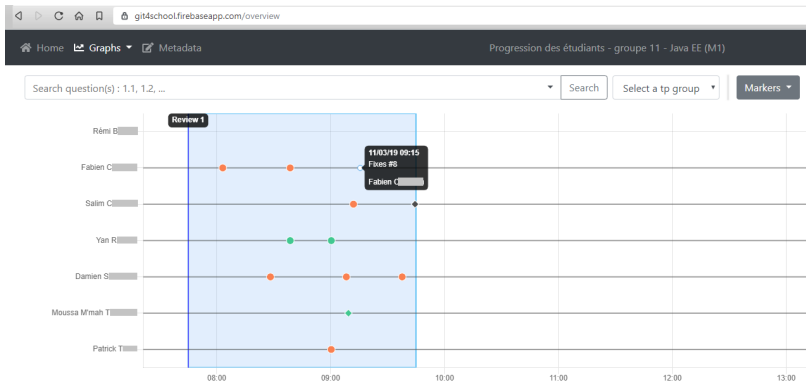 git4school.firebaseapp.com/overview
Home Graphs Metadata Progression des étudiants - groupe 11 - Java EE (M1)
Search question(s) : 1.1, 1.2, ... Search Select a tp group Markers
Review 1
Rémi B
11/03/19 09:15
Fixes #8
Fabien C
Fabien C
Salim C
Yan R
Damien S
Moussa M'mah T
Patrick T
08:00 09:00 10:00 11:00 12:00 13:00